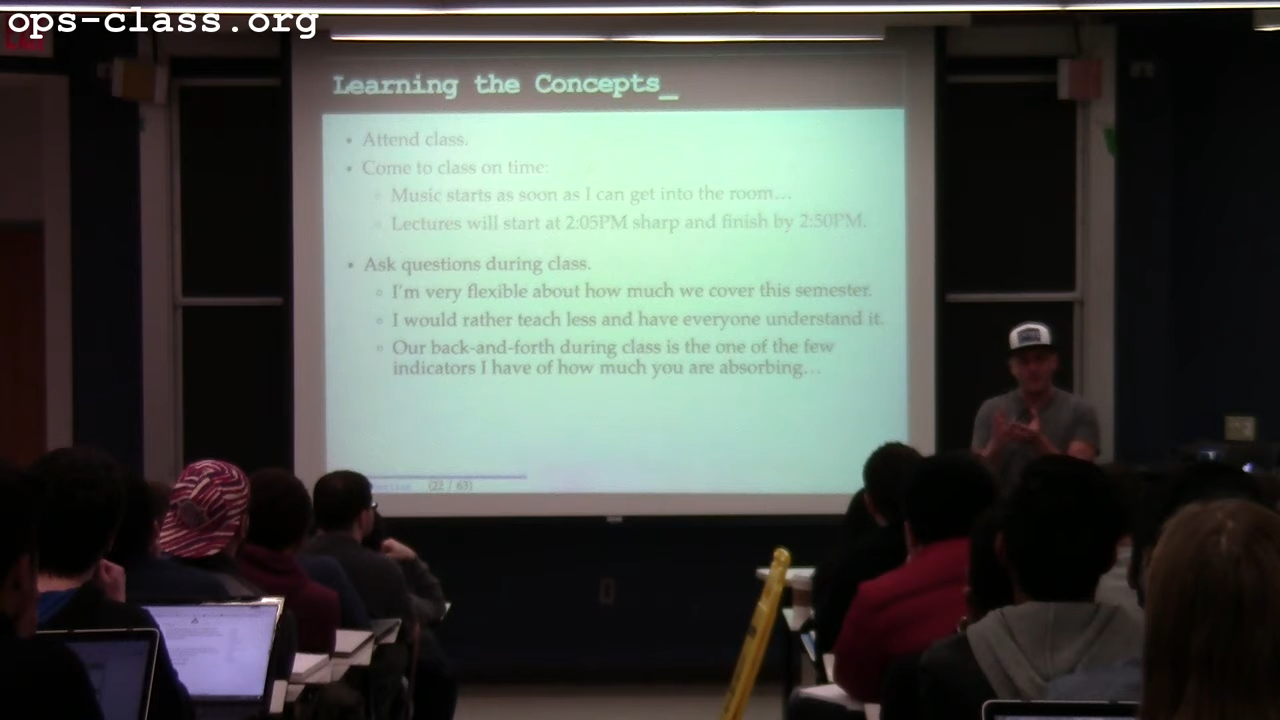 ops-class.org
Learning the Concepts_
• Attend class.
• Come to class on time:
◦ Music starts as soon as I can get into the room...
◦ Lectures will start at 2:05PM sharp and finish by 2:50PM.
• Ask questions during class.
◦ I'm very flexible about how much we cover this semester.
◦ I would rather teach less and have everyone understand it.
◦ Our back-and-forth during class is the one of the few
indicators I have of how much you are absorbing...
(22 / 63)